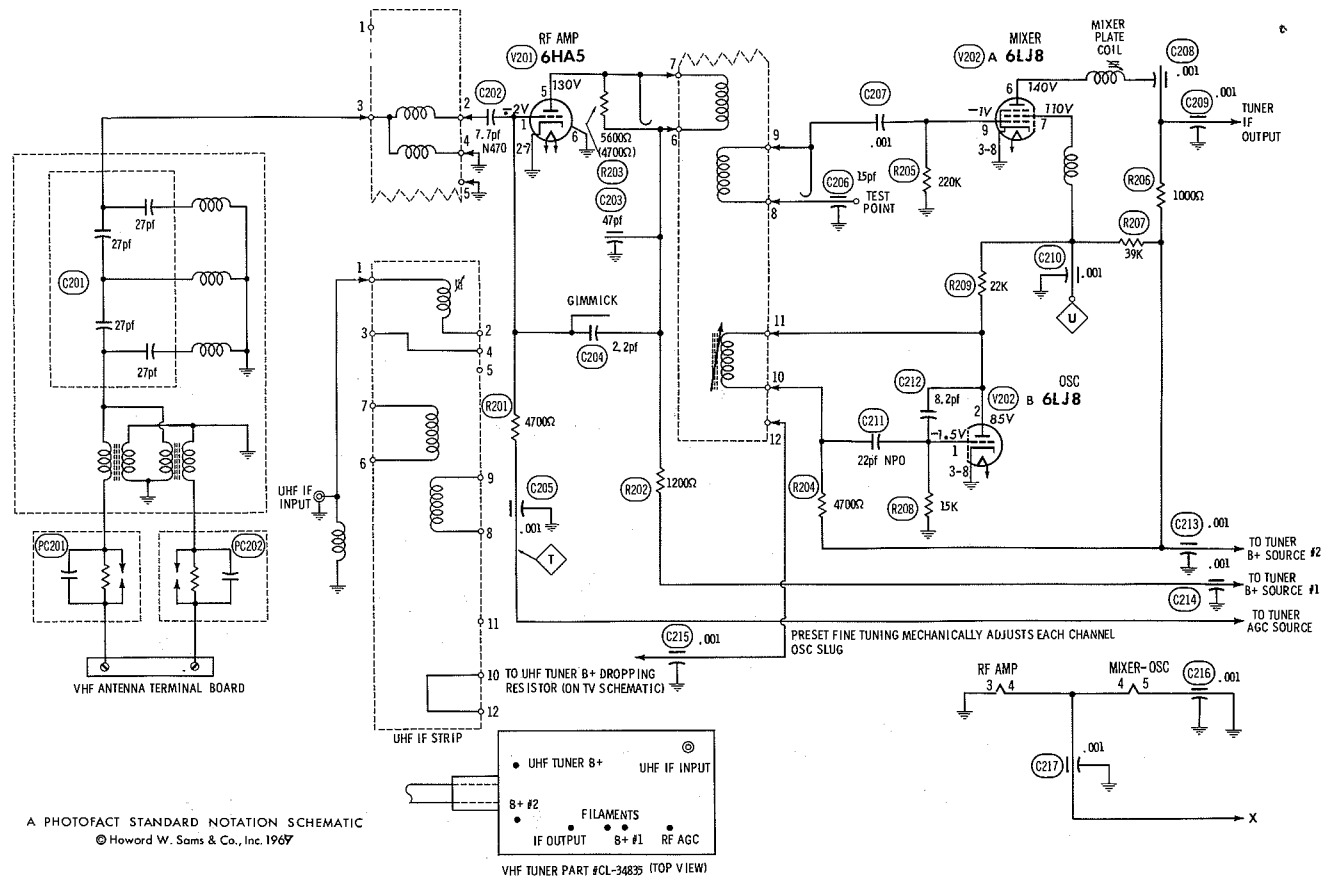 1
3
2
4
5
C202
7.7pf
N470
V201
RF AMP
6HA5
130V
5
-.2V
1
2-7
6
5600Ω
(4700Ω)
R203
C203
47pf
7
6
9
8
C207
.001
C206
15pf
TEST
POINT
R205
220K
V202
A
MIXER
6LJ8
6
140V
-1V
9
3-8
110V
7
MIXER
PLATE
COIL
C208
.001
C209
.001
TUNER
IF
OUTPUT
R206
1000Ω
R207
39K
C210
.001
U
R209
22K
27pf
27pf
C201
27pf
27pf
GIMMICK
C204
2.2pf
11
10
12
C212
8.2pf
V202
B
OSC
6LJ8
2
85V
-1.5V
1
3-8
C211
22pf NPO
R204
4700Ω
R208
15K
1
2
3
4
5
7
6
9
8
11
10
12
UHF IF
INPUT
UHF IF STRIP
R201
4700Ω
C205
.001
T
R202
1200Ω
PC201
PC202
VHF ANTENNA TERMINAL BOARD
C213
.001
TO TUNER
B+ SOURCE #2
.001
TO TUNER
B+ SOURCE #1
C214
TO TUNER
AGC SOURCE
C215
.001
PRESET FINE TUNING MECHANICALLY ADJUSTS EACH CHANNEL
OSC SLUG
TO UHF TUNER B+ DROPPING
RESISTOR (ON TV SCHEMATIC)
RF AMP
3 4
MIXER-OSC
4 5
C216
.001
C217
.001
X
UHF TUNER B+
UHF IF INPUT
B+ #2
FILAMENTS
IF OUTPUT
B+ #1
RF AGC
VHF TUNER PART #CL-34835 (TOP VIEW)
A PHOTOFACT STANDARD NOTATION SCHEMATIC
© Howard W. Sams & Co., Inc. 1967